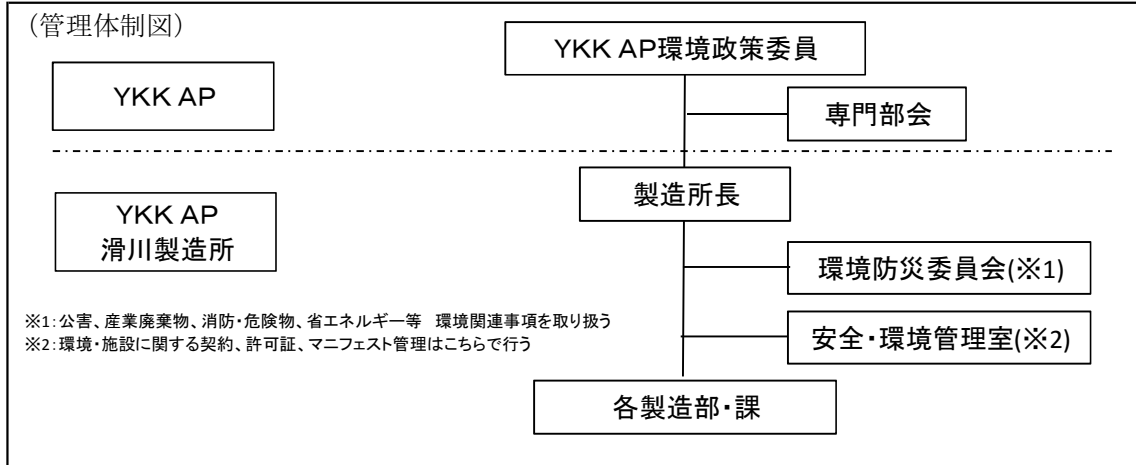 （管理体制図）
YKK AP環境政策委員
YKK AP
専門部会
製造所長
YKK AP
滑川製造所
環境防災委員会(※1)
※1：公害、産業廃棄物、消防・危険物、省エネルギー等　環境関連事項を取り扱う
安全・環境管理室(※2)
※2：環境・施設に関する契約、許可証、マニフェスト管理はこちらで行う
各製造部・課